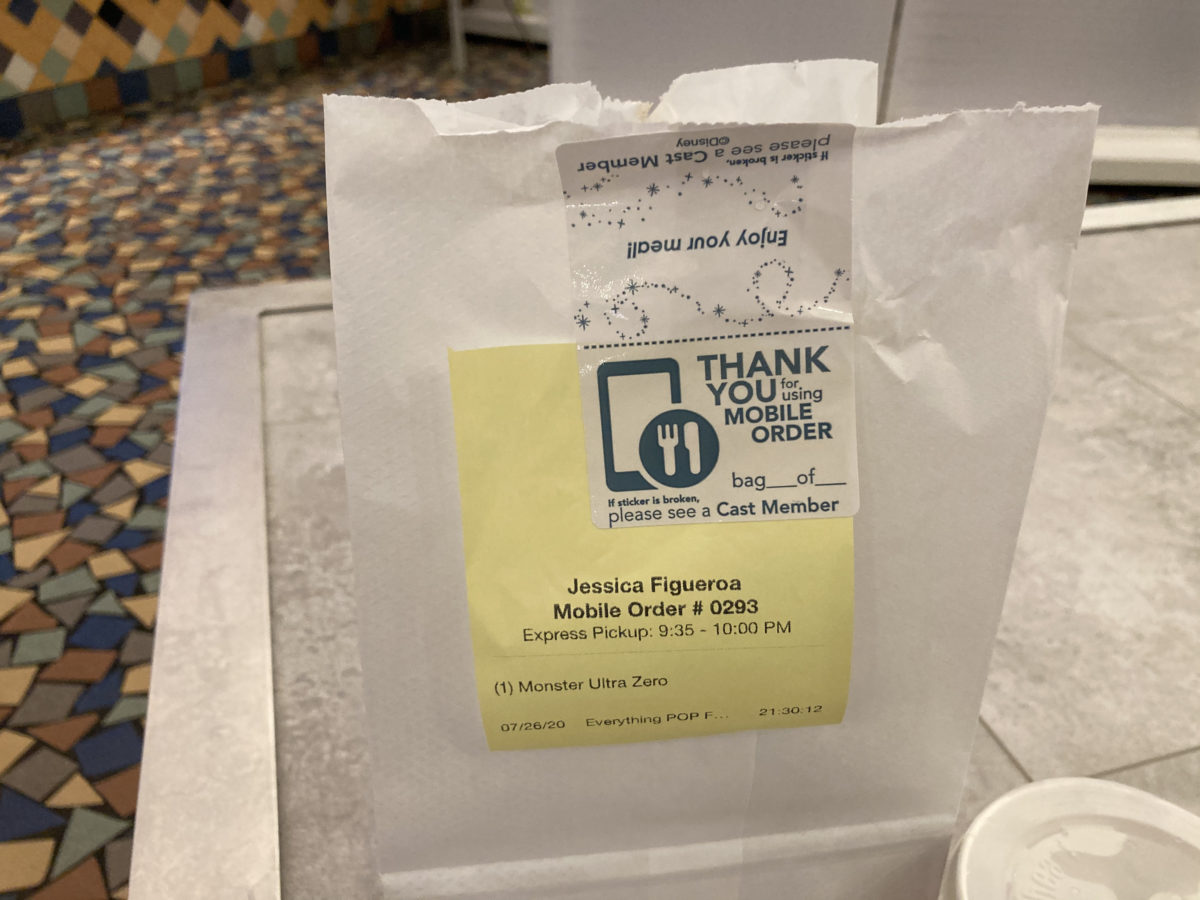 If sticker is broken,
please see a Cast Member
©Disney
Enjoy your meal!
THANK
YOU for
using
MOBILE
ORDER
bag___of___
If sticker is broken,
please see a Cast Member
Jessica Figueroa
Mobile Order # 0293
Express Pickup: 9:35 - 10:00 PM
(1) Monster Ultra Zero
07/26/20 Everything POP F... 21:30:12